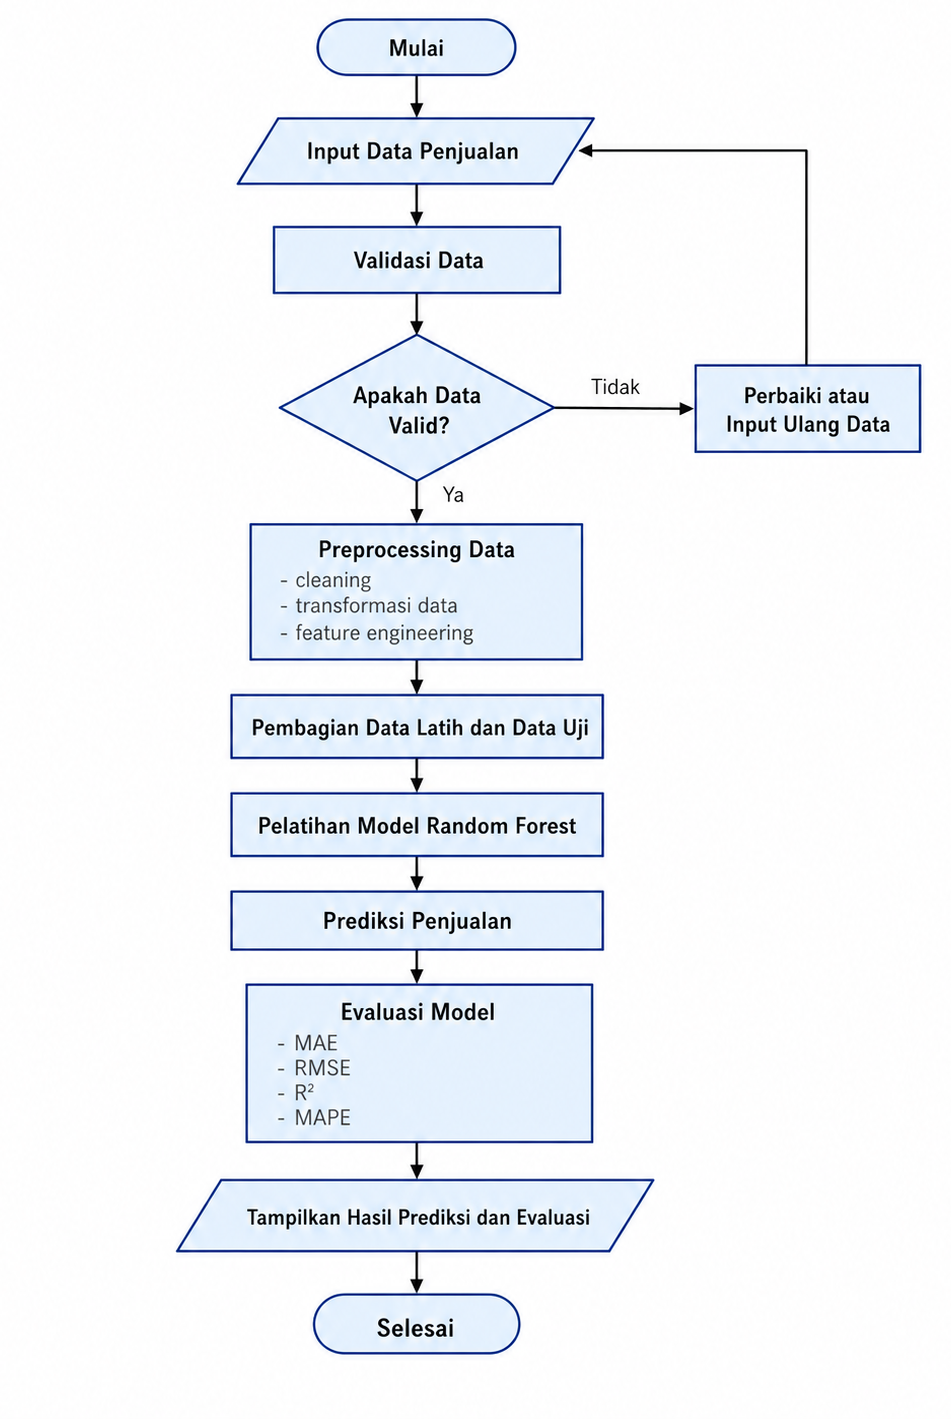 Mulai
Input Data Penjualan
Validasi Data
Apakah Data
Valid?
Tidak
Perbaiki atau
Input Ulang Data
Ya
Preprocessing Data
- cleaning
- transformasi data
- feature engineering
Pembagian Data Latih dan Data Uji
Pelatihan Model Random Forest
Prediksi Penjualan
Evaluasi Model
- MAE
- RMSE
- R²
- MAPE
Tampilkan Hasil Prediksi dan Evaluasi
Selesai